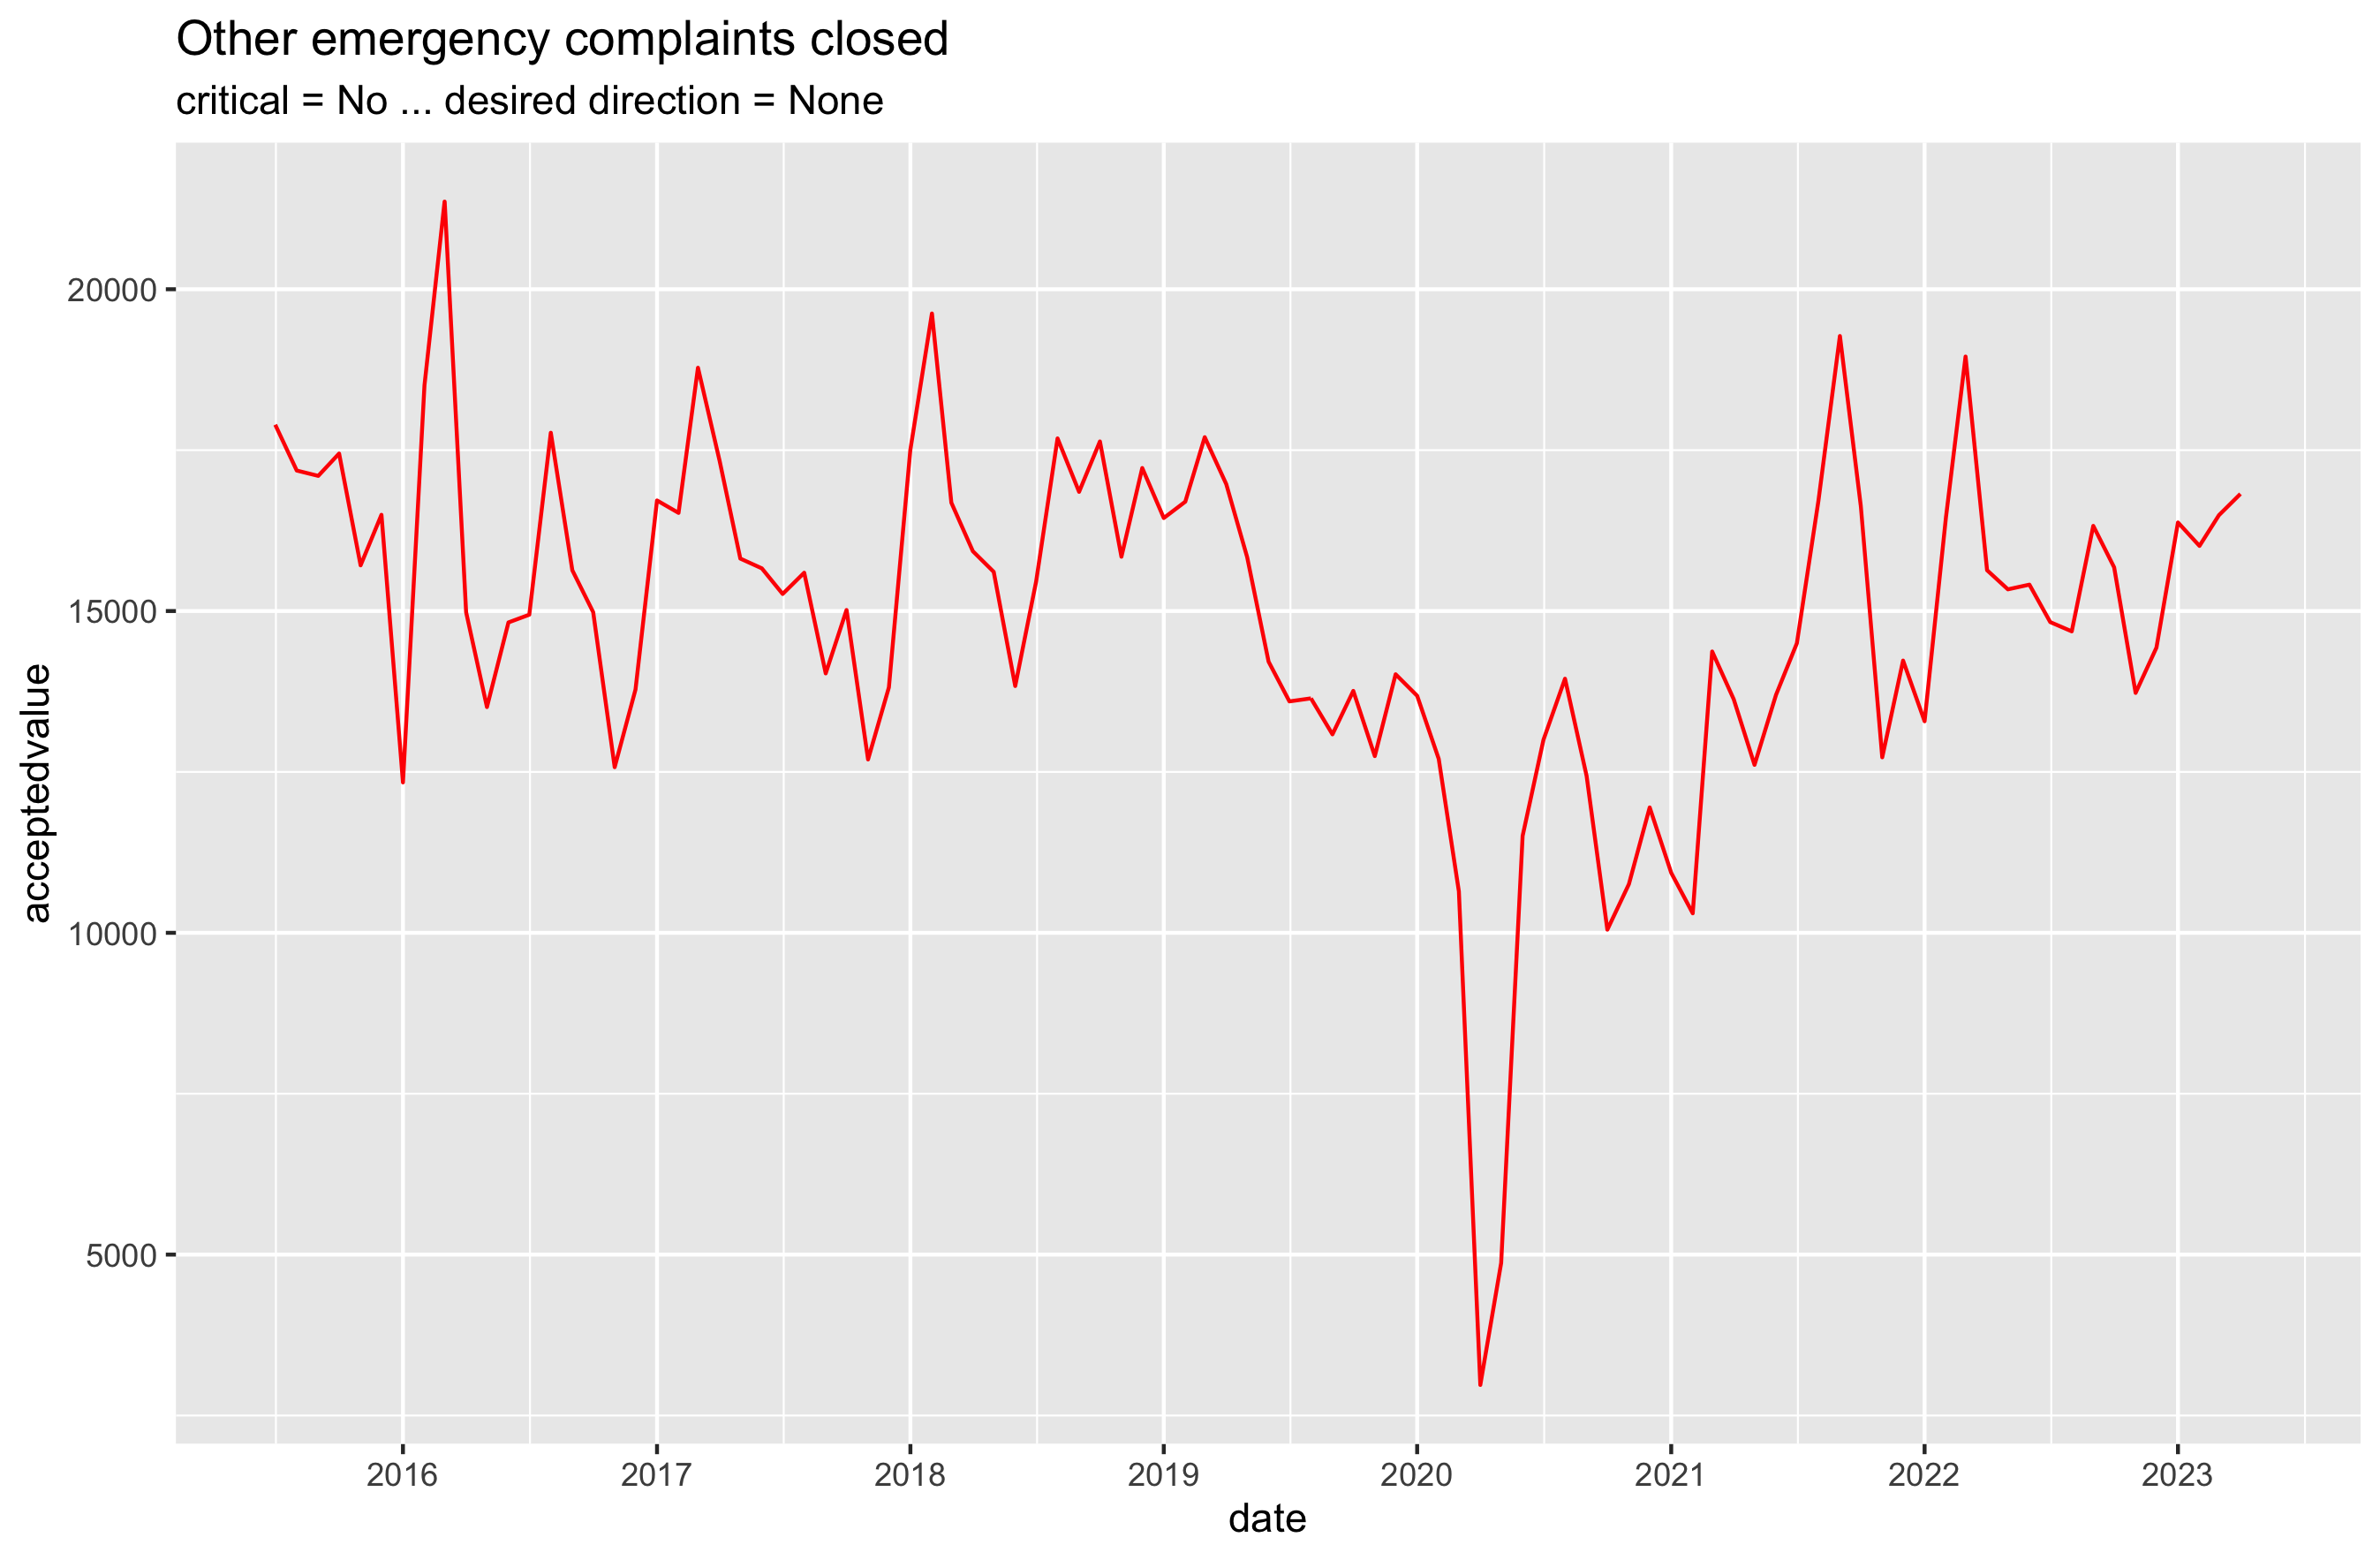 Other emergency complaints closed
critical = No ... desired direction = None
acceptedvalue
20000
15000
10000
5000
2016 2017 2018 2019 2020 2021 2022 2023
date